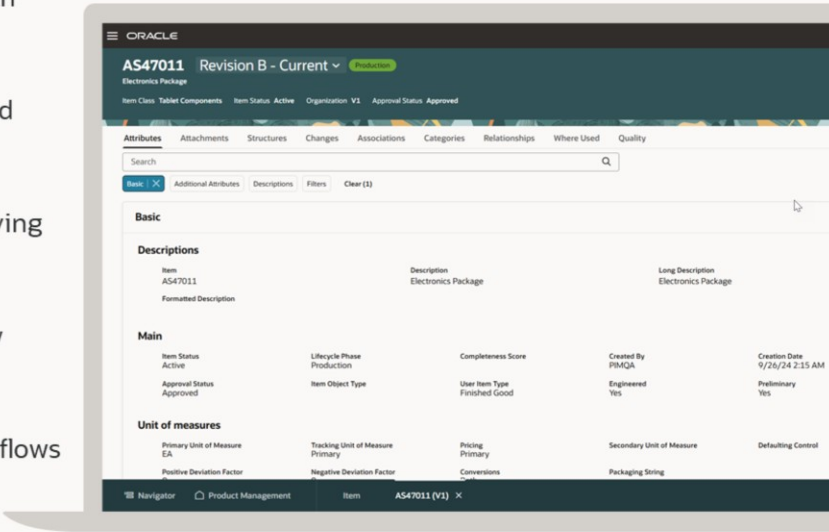 ORACLE
AS47011 Revision B - Current Production
Electronics Package
Item Class Tablet Components Item Status Active Organization V1 Approval Status Approved
Attributes Attachments Structures Changes Associations Categories Relationships Where Used Quality
Search
Basic Additional Attributes Descriptions Filters Clear (1)
Basic
Descriptions
Item Description Long Description
AS47011 Electronics Package Electronics Package
Formatted Description
Main
Item Status Lifecycle Phase Completeness Score Created By Creation Date
Active Production PIMQA 9/26/24 2:15 AM
Approval Status Item Object Type User Item Type Engineered Preliminary
Approved Finished Good Yes Yes
Unit of measures
Primary Unit of Measure Tracking Unit of Measure Pricing Secondary Unit of Measure Defaulting Control
EA Primary Primary
flows
Positive Deviation Factor Negative Deviation Factor Conversions Packaging String
Navigator Product Management Item AS47011 (V1)